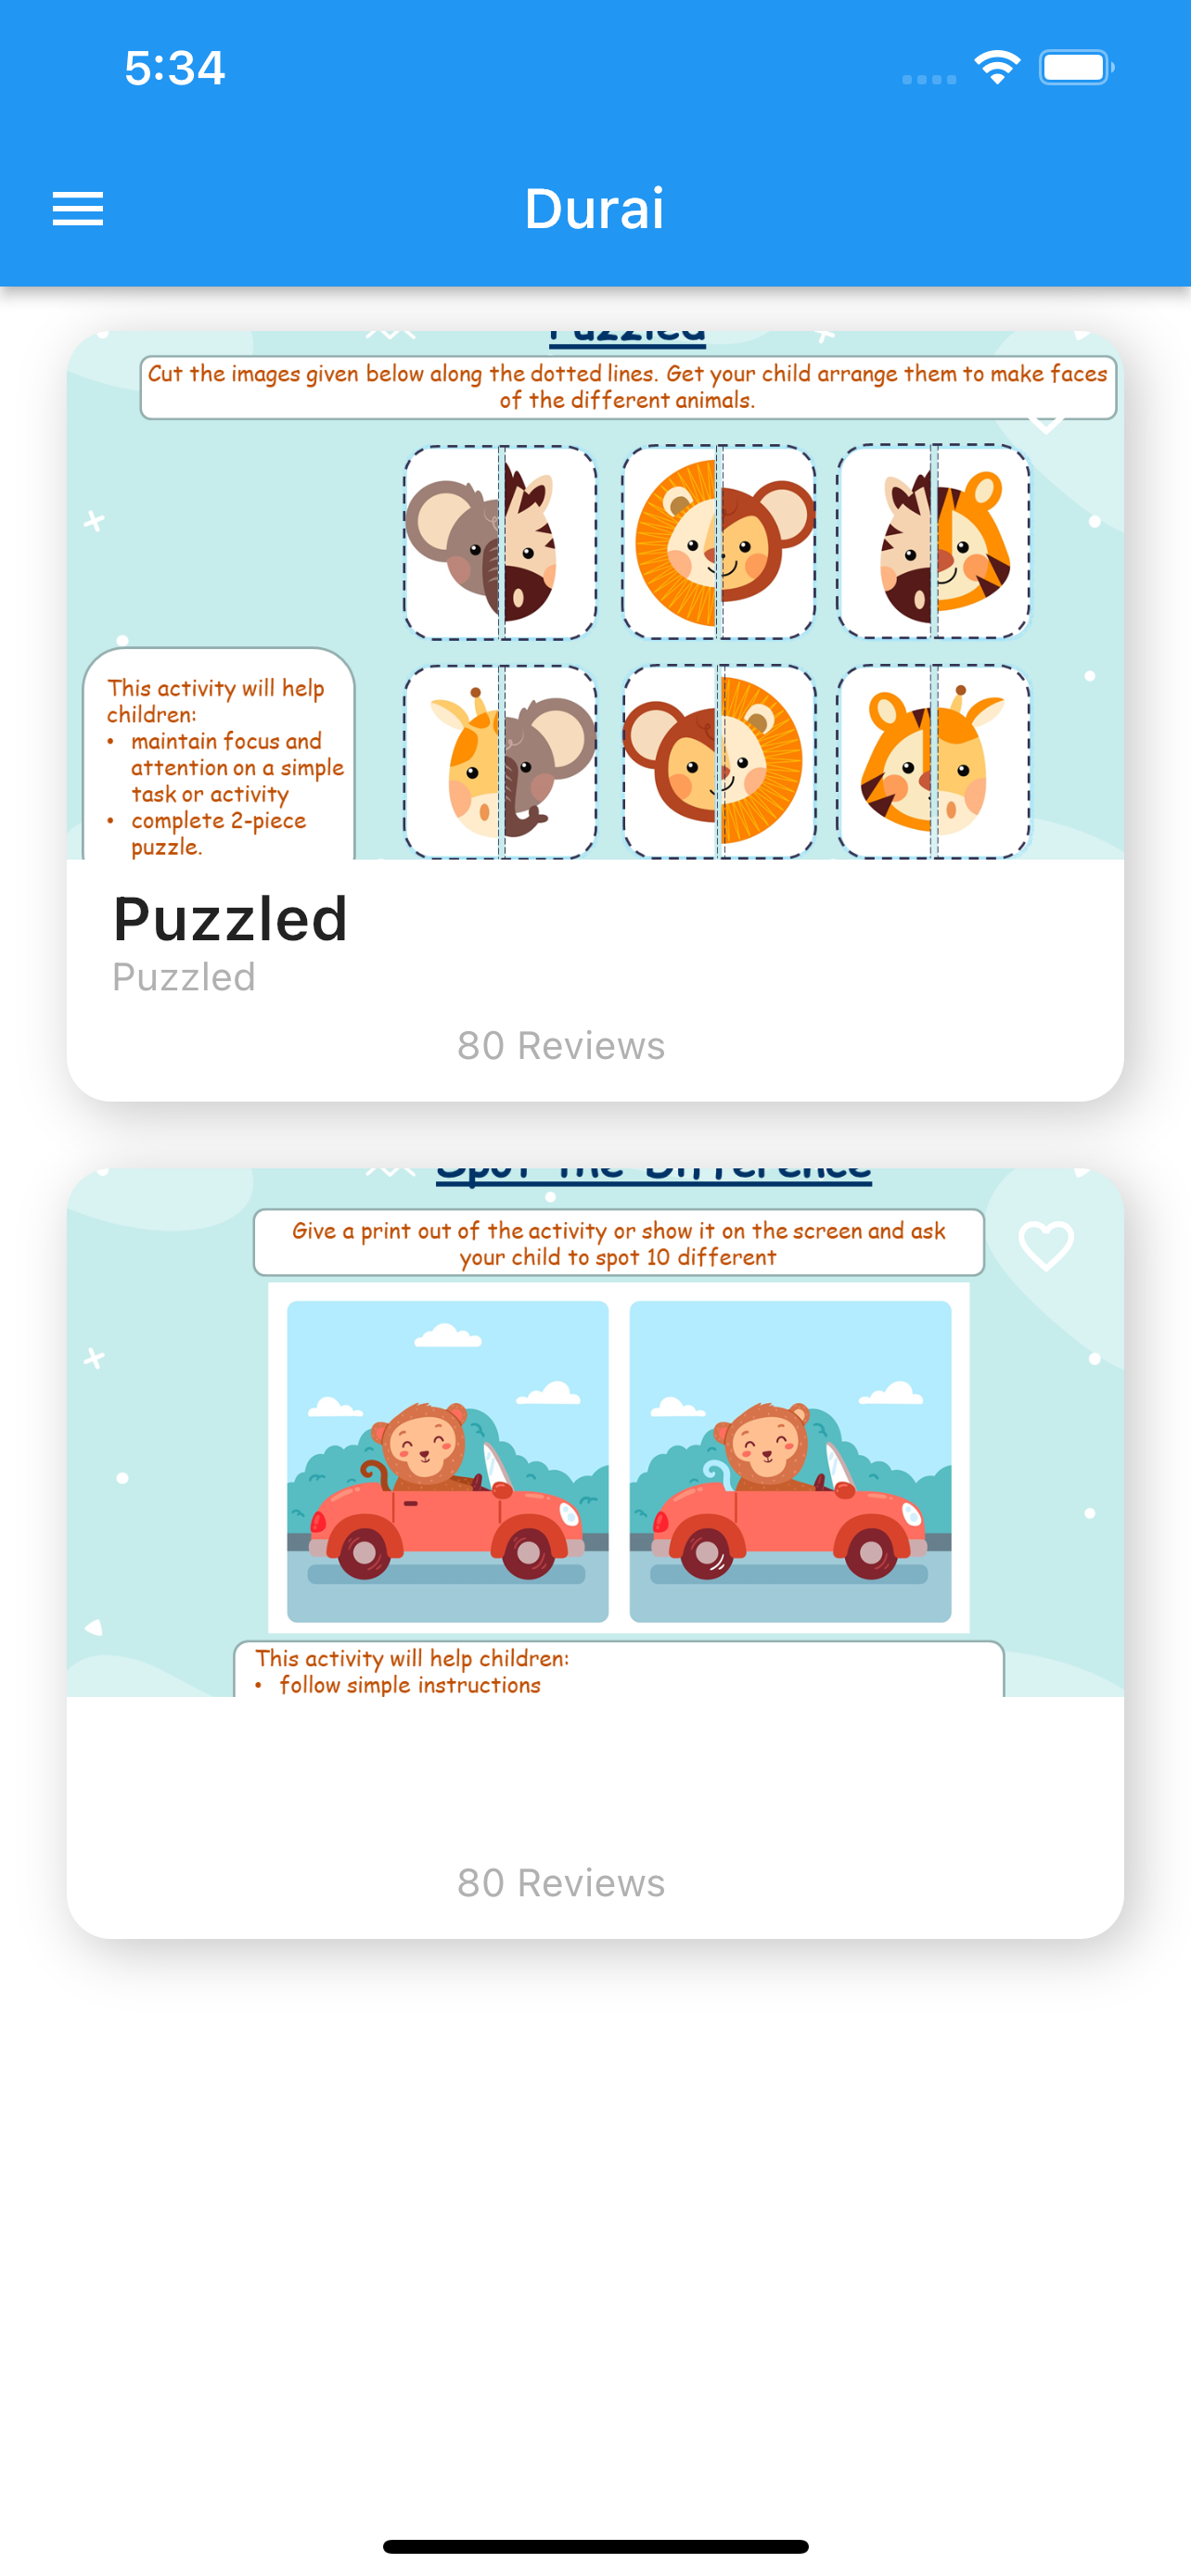 5:34
Durai
Puzzled
Cut the images given below along the dotted lines. Get your child arrange them to make faces
of the different animals.
This activity will help
children:
• maintain focus and
attention on a simple
task or activity
• complete 2-piece
puzzle.
Puzzled
Puzzled
80 Reviews
Spot The Difference
Give a print out of the activity or show it on the screen and ask
your child to spot 10 different
This activity will help children:
• follow simple instructions
80 Reviews